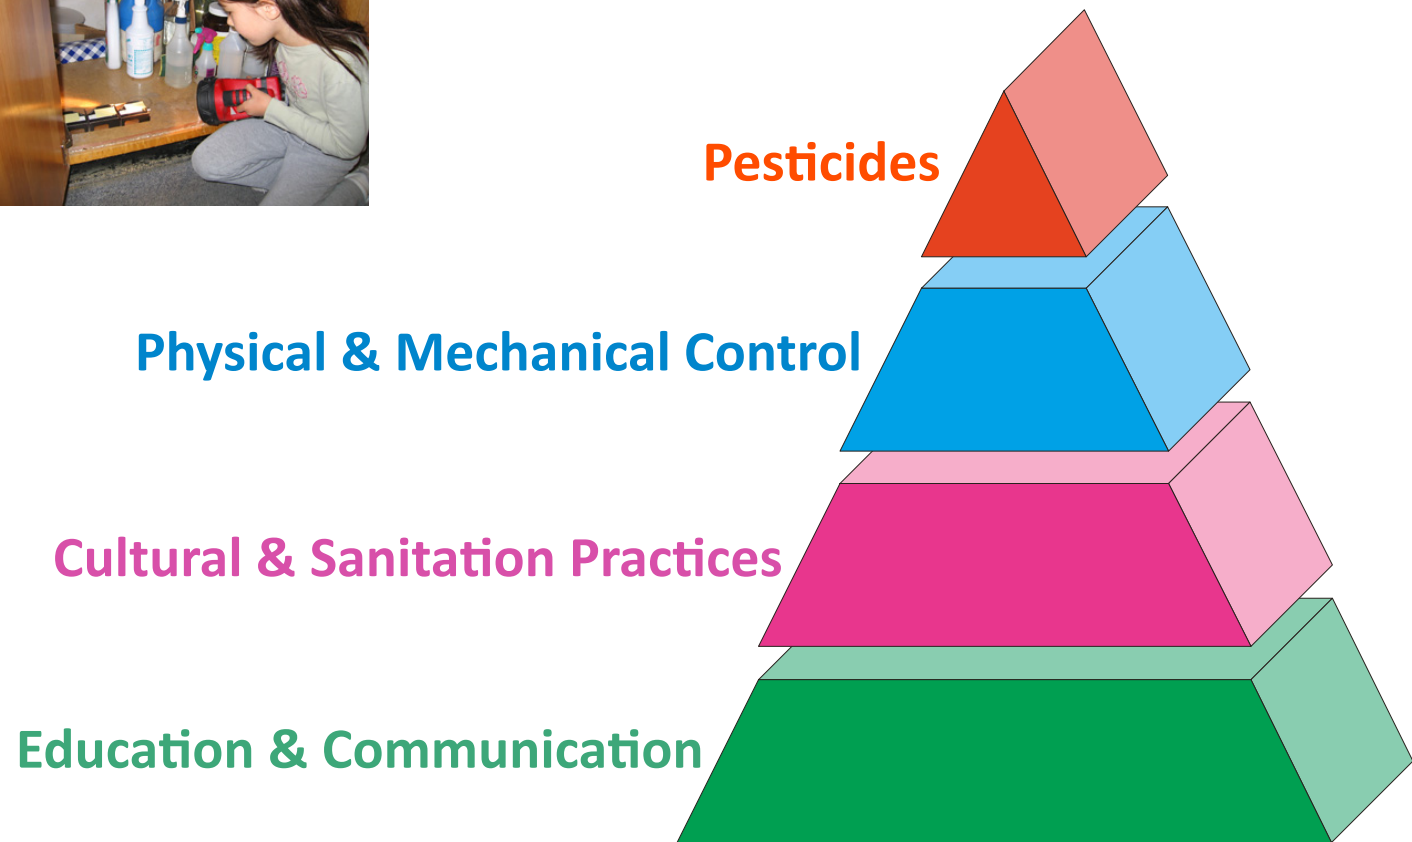 Pesticides
Physical & Mechanical Control
Cultural & Sanitation Practices
Education & Communication